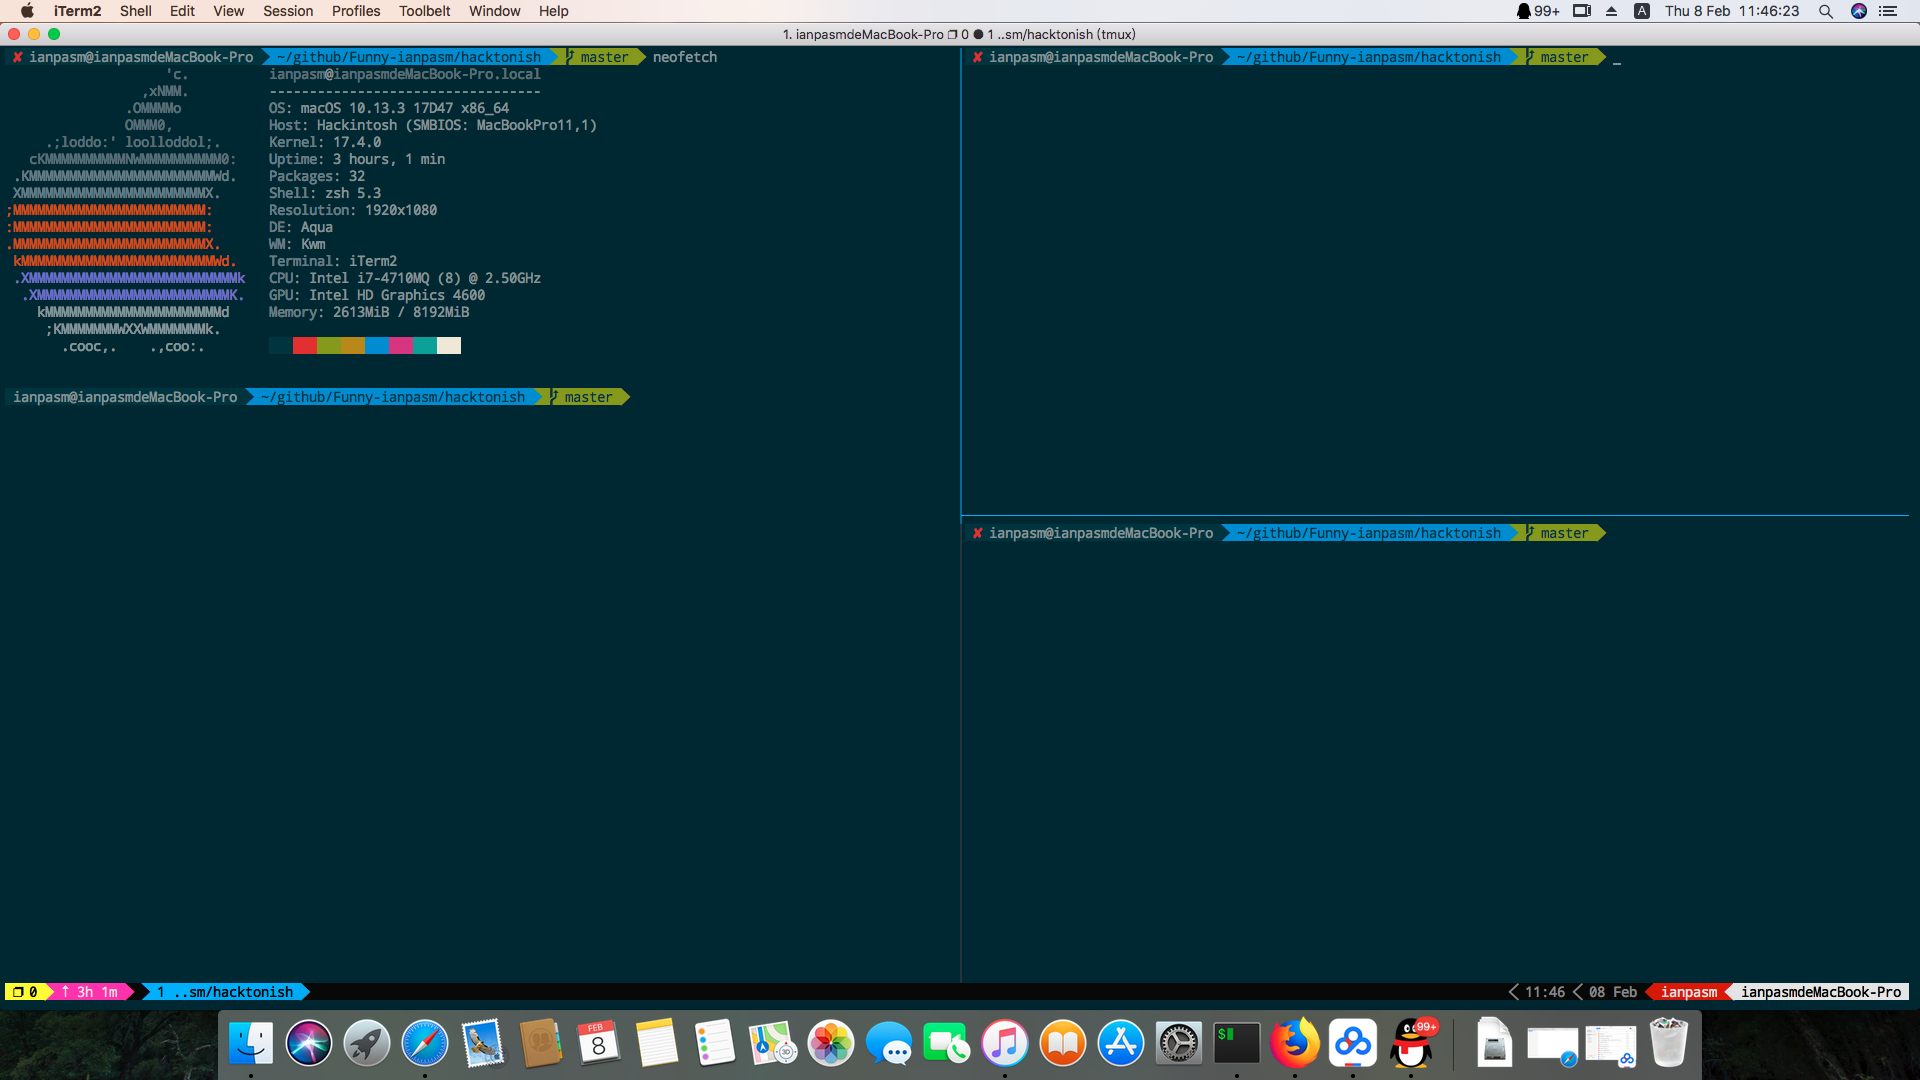 iTerm2 Shell Edit View Session Profiles Toolbelt Window Help 99+ A Thu 8 Feb 11:46:23
1. ianpasmdeMacBook-Pro ❐ 0 ● 1 ..sm/hacktonish (tmux)
✘ ianpasm@ianpasmdeMacBook-Pro ~/github/Funny-ianpasm/hacktonish master neofetch
'c. ianpasm@ianpasmdeMacBook-Pro.local
,xNMM. ----------------------------------
.OMMMMo OS: macOS 10.13.3 17D47 x86_64
OMMM0, Host: Hackintosh (SMBIOS: MacBookPro11,1)
.;loddo:' loolloddol;. Kernel: 17.4.0
cKMMMMMMMMMMNWMMMMMMMMMM0: Uptime: 3 hours, 1 min
.KMMMMMMMMMMMMMMMMMMMMMMMWd. Packages: 32
XMMMMMMMMMMMMMMMMMMMMMMMX. Shell: zsh 5.3
;MMMMMMMMMMMMMMMMMMMMMMMM: Resolution: 1920x1080
:MMMMMMMMMMMMMMMMMMMMMMMM: DE: Aqua
.MMMMMMMMMMMMMMMMMMMMMMMMX. WM: Kwm
kMMMMMMMMMMMMMMMMMMMMMMMMWd. Terminal: iTerm2
.XMMMMMMMMMMMMMMMMMMMMMMMMMMk CPU: Intel i7-4710MQ (8) @ 2.50GHz
.XMMMMMMMMMMMMMMMMMMMMMMMMK. GPU: Intel HD Graphics 4600
kMMMMMMMMMMMMMMMMMMMMMMd Memory: 2613MiB / 8192MiB
;KMMMMMMMWXXWMMMMMMMk.
.cooc,. .,coo:.
ianpasm@ianpasmdeMacBook-Pro ~/github/Funny-ianpasm/hacktonish master
✘ ianpasm@ianpasmdeMacBook-Pro ~/github/Funny-ianpasm/hacktonish master _
✘ ianpasm@ianpasmdeMacBook-Pro ~/github/Funny-ianpasm/hacktonish master
❐ 0 ↑ 3h 1m 1 ..sm/hacktonish 11:46 08 Feb ianpasm ianpasmdeMacBook-Pro
FEB
8
3D
A
$
99+